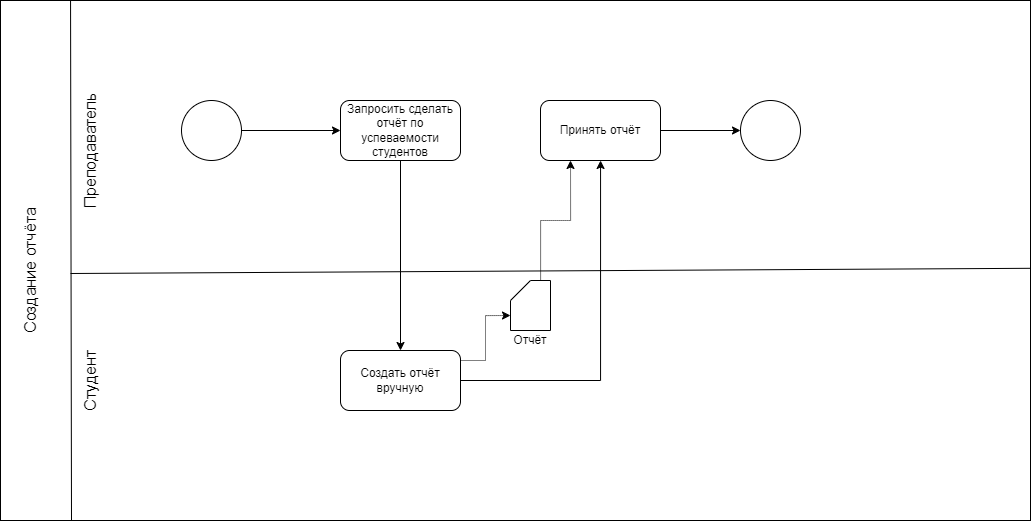 Создание отчёта
Преподаватель
Запросить сделать
отчёт по
успеваемости
студентов
Принять отчёт
Студент
Отчёт
Создать отчёт
вручную